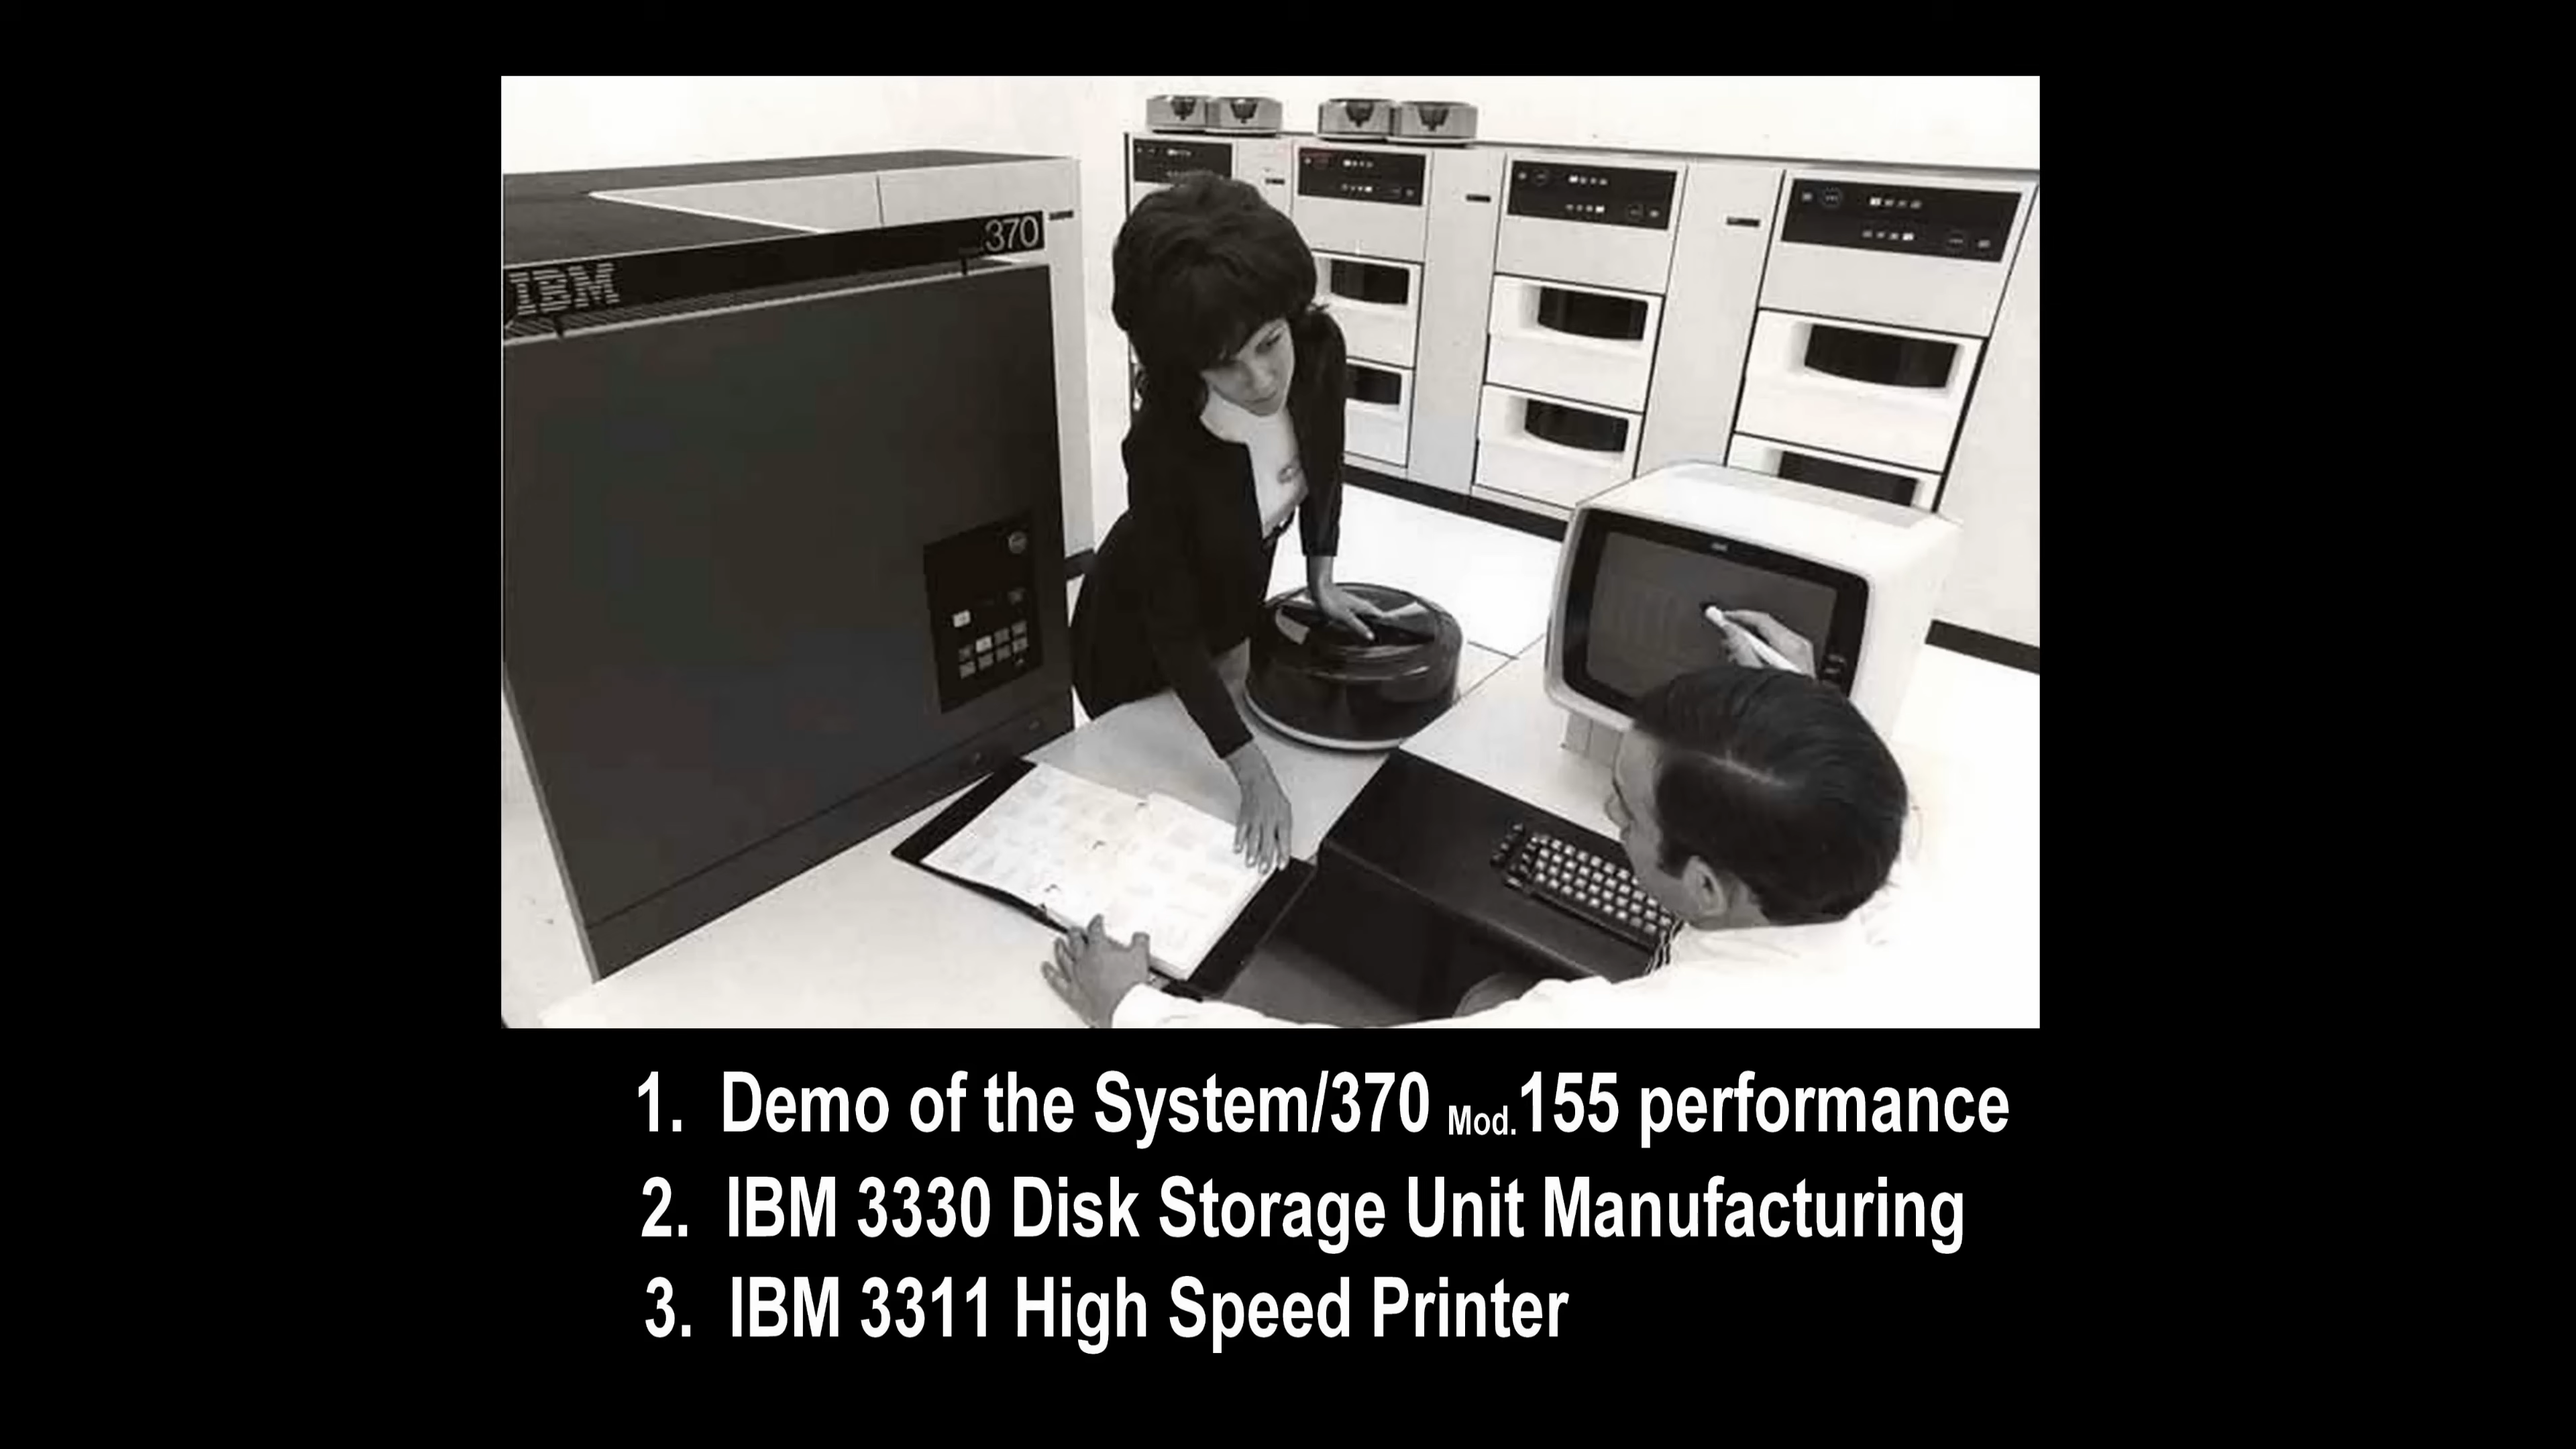 370
IBM
1. Demo of the System/370 Mod.155 performance
2. IBM 3330 Disk Storage Unit Manufacturing
3. IBM 3311 High Speed Printer